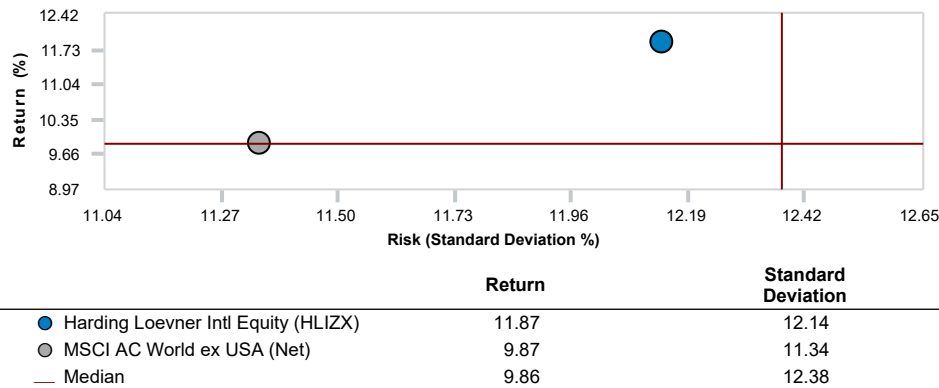 12.42
11.73
11.04
10.35
9.66
8.97
Return (%)
11.04 11.27 11.50 11.73 11.96 12.19 12.42 12.65
Risk (Standard Deviation %)
Return Standard Deviation
Harding Loevner Intl Equity (HLIZX) 11.87 12.14
MSCI AC World ex USA (Net) 9.87 11.34
Median 9.86 12.38